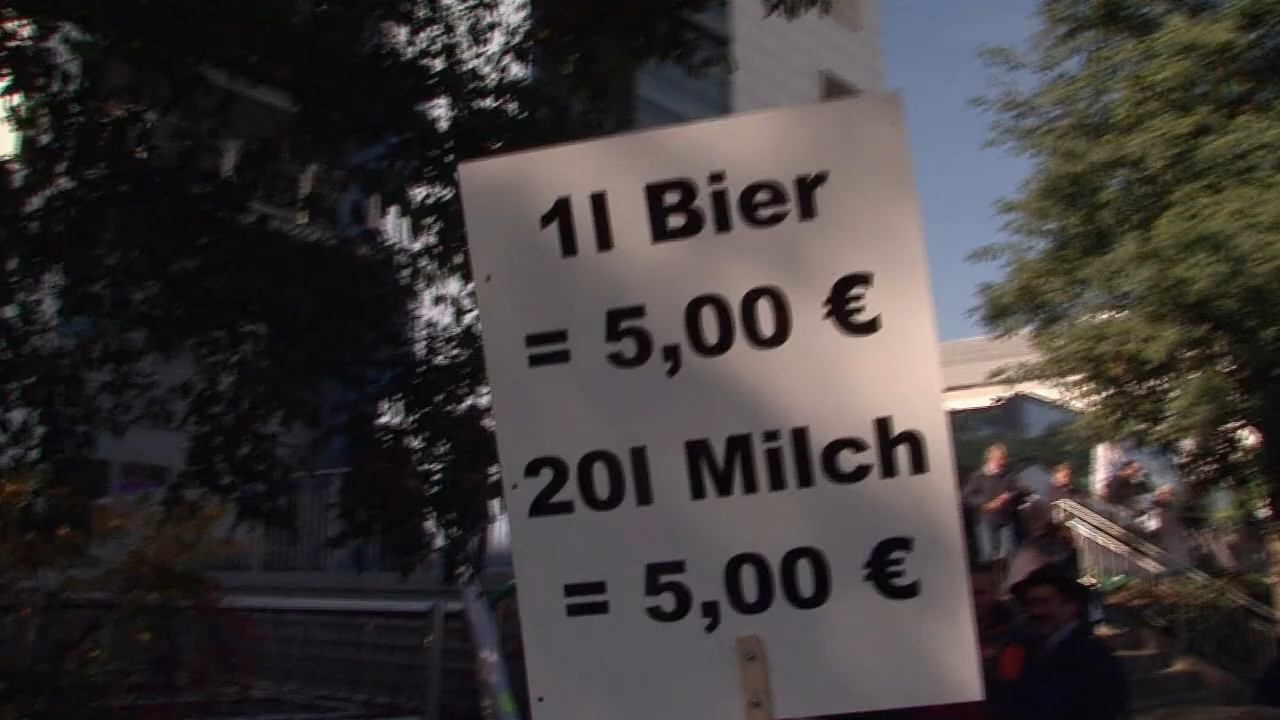 1l Bier
= 5,00 €
20l Milch
= 5,00 €